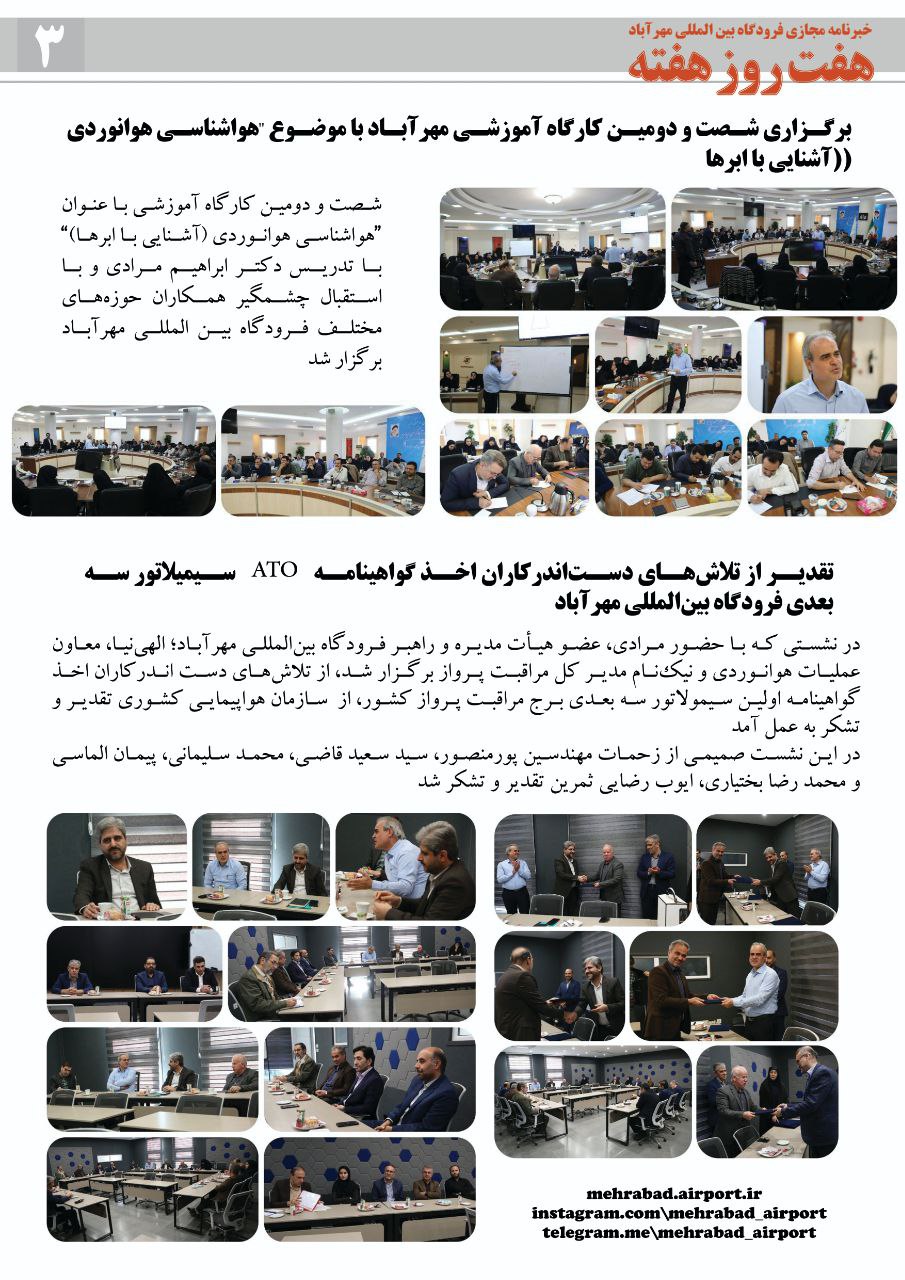 خبرنامه مجازی فرودگاه بین المللی مهرآباد
هفت روز هفته
۳
برگزاری شصت و دومین کارگاه آموزشی مهرآباد با موضوع "هواشناسی هوانوردی
((آشنایی با ابرها
شصت و دومین کارگاه آموزشی با عنوان
”هواشناسی هوانوردی (آشنایی با ابرها)“
با تدریس دکتر ابراهیم مرادی و با
استقبال چشمگیر همکاران حوزه‌های
مختلف فرودگاه بین المللی مهرآباد
برگزار شد
تقدیر از تلاش‌های دست‌اندرکاران اخذ گواهینامه ATO سیمیلاتور سه
بعدی فرودگاه بین‌المللی مهرآباد
در نشستی که با حضور مرادی، عضو هیأت مدیره و راهبر فرودگاه بین‌المللی مهرآباد؛ الهی‌نیا، معاون
عملیات هوانوردی و نیک‌نام مدیر کل مراقبت پرواز برگزار شد، از تلاش‌های دست اندرکاران اخذ
گواهینامه اولین سیمولاتور سه بعدی برج مراقبت پرواز کشور، از سازمان هواپیمایی کشوری تقدیر و
تشکر به عمل آمد
در این نشست صمیمی از زحمات مهندسین پورمنصور، سید سعید قاضی، محمد سلیمانی، پیمان الماسی
و محمد رضا بختیاری، ایوب رضایی ثمرین تقدیر و تشکر شد
mehrabad.airport.ir
instagram.com\mehrabad_airport
telegram.me\mehrabad_airport